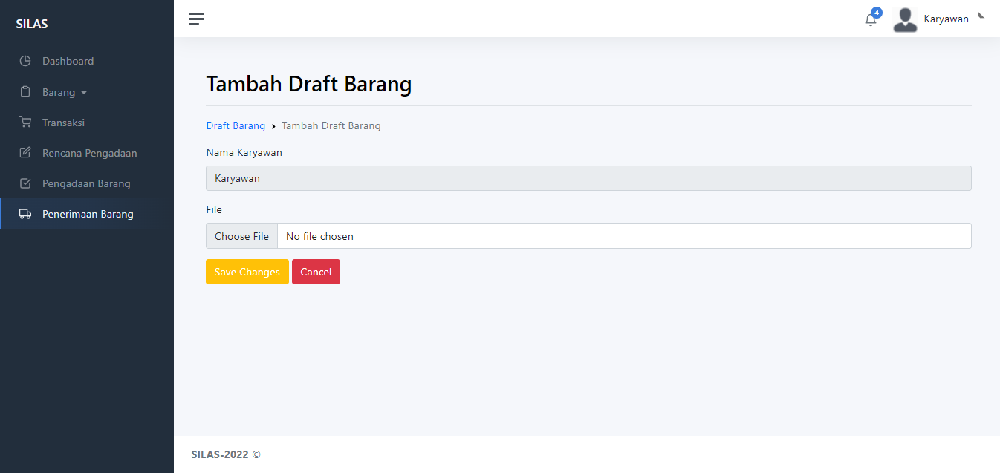 SILAS
Dashboard
Barang
Transaksi
Rencana Pengadaan
Pengadaan Barang
Penerimaan Barang
4
Karyawan
Tambah Draft Barang
Draft Barang › Tambah Draft Barang
Nama Karyawan
Karyawan
File
Choose File No file chosen
Save Changes Cancel
SILAS-2022 ©